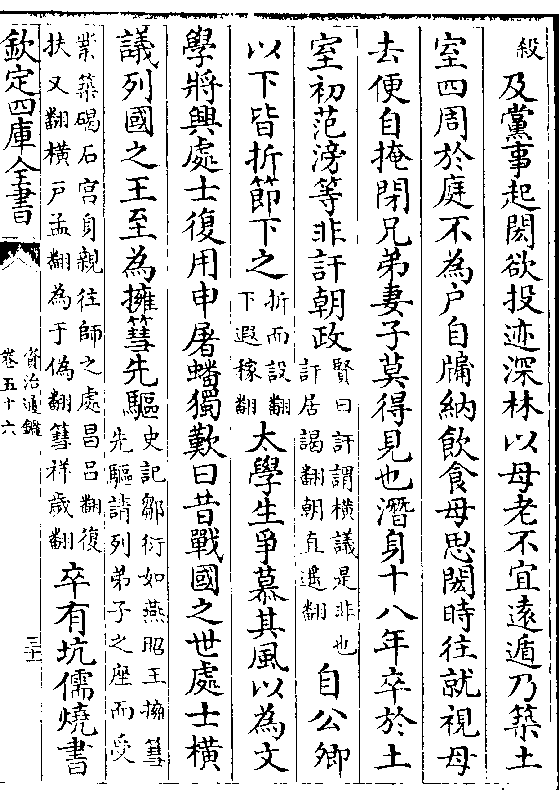 殺 及黨事起閎欲投迹深林以母老不宜遠遁乃築土
室四周於庭不為户自牖納飲食母思閎時往就視母
去便自掩閉兄弟妻子莫得見也潛身十八年卒於土
室初范滂等非訐朝政賢曰訐謂横議是非也訐居謁翻朝直遥翻自公卿
以下皆折節下之折而設翻下遐稼翻太學生爭慕其風以為文
學將興處士復用申屠蟠獨歎曰昔戰國之世處士横
議列國之王至為擁篲先驅史記鄒衍如燕昭王擁篲先驅請列弟子之座而受
業築碣石宫身親往師之處昌吕翻復扶又翻横户孟翻為于偽翻篲祥歲翻卒有坑儒燒書
欽定四庫全書
資治通鑑
卷五十六